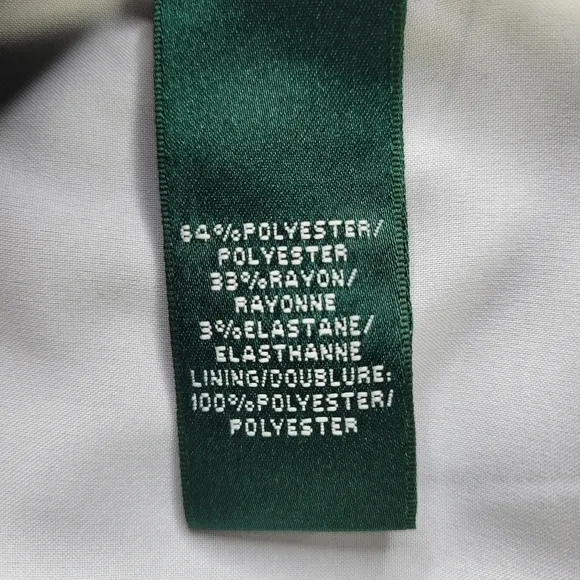 64%POLYESTER/
POLYESTER
33%RAYON/
RAYONNE
3%ELASTANE/
ELASTHANNE
LINING/DOUBLURE:
100%POLYESTER/
POLYESTER